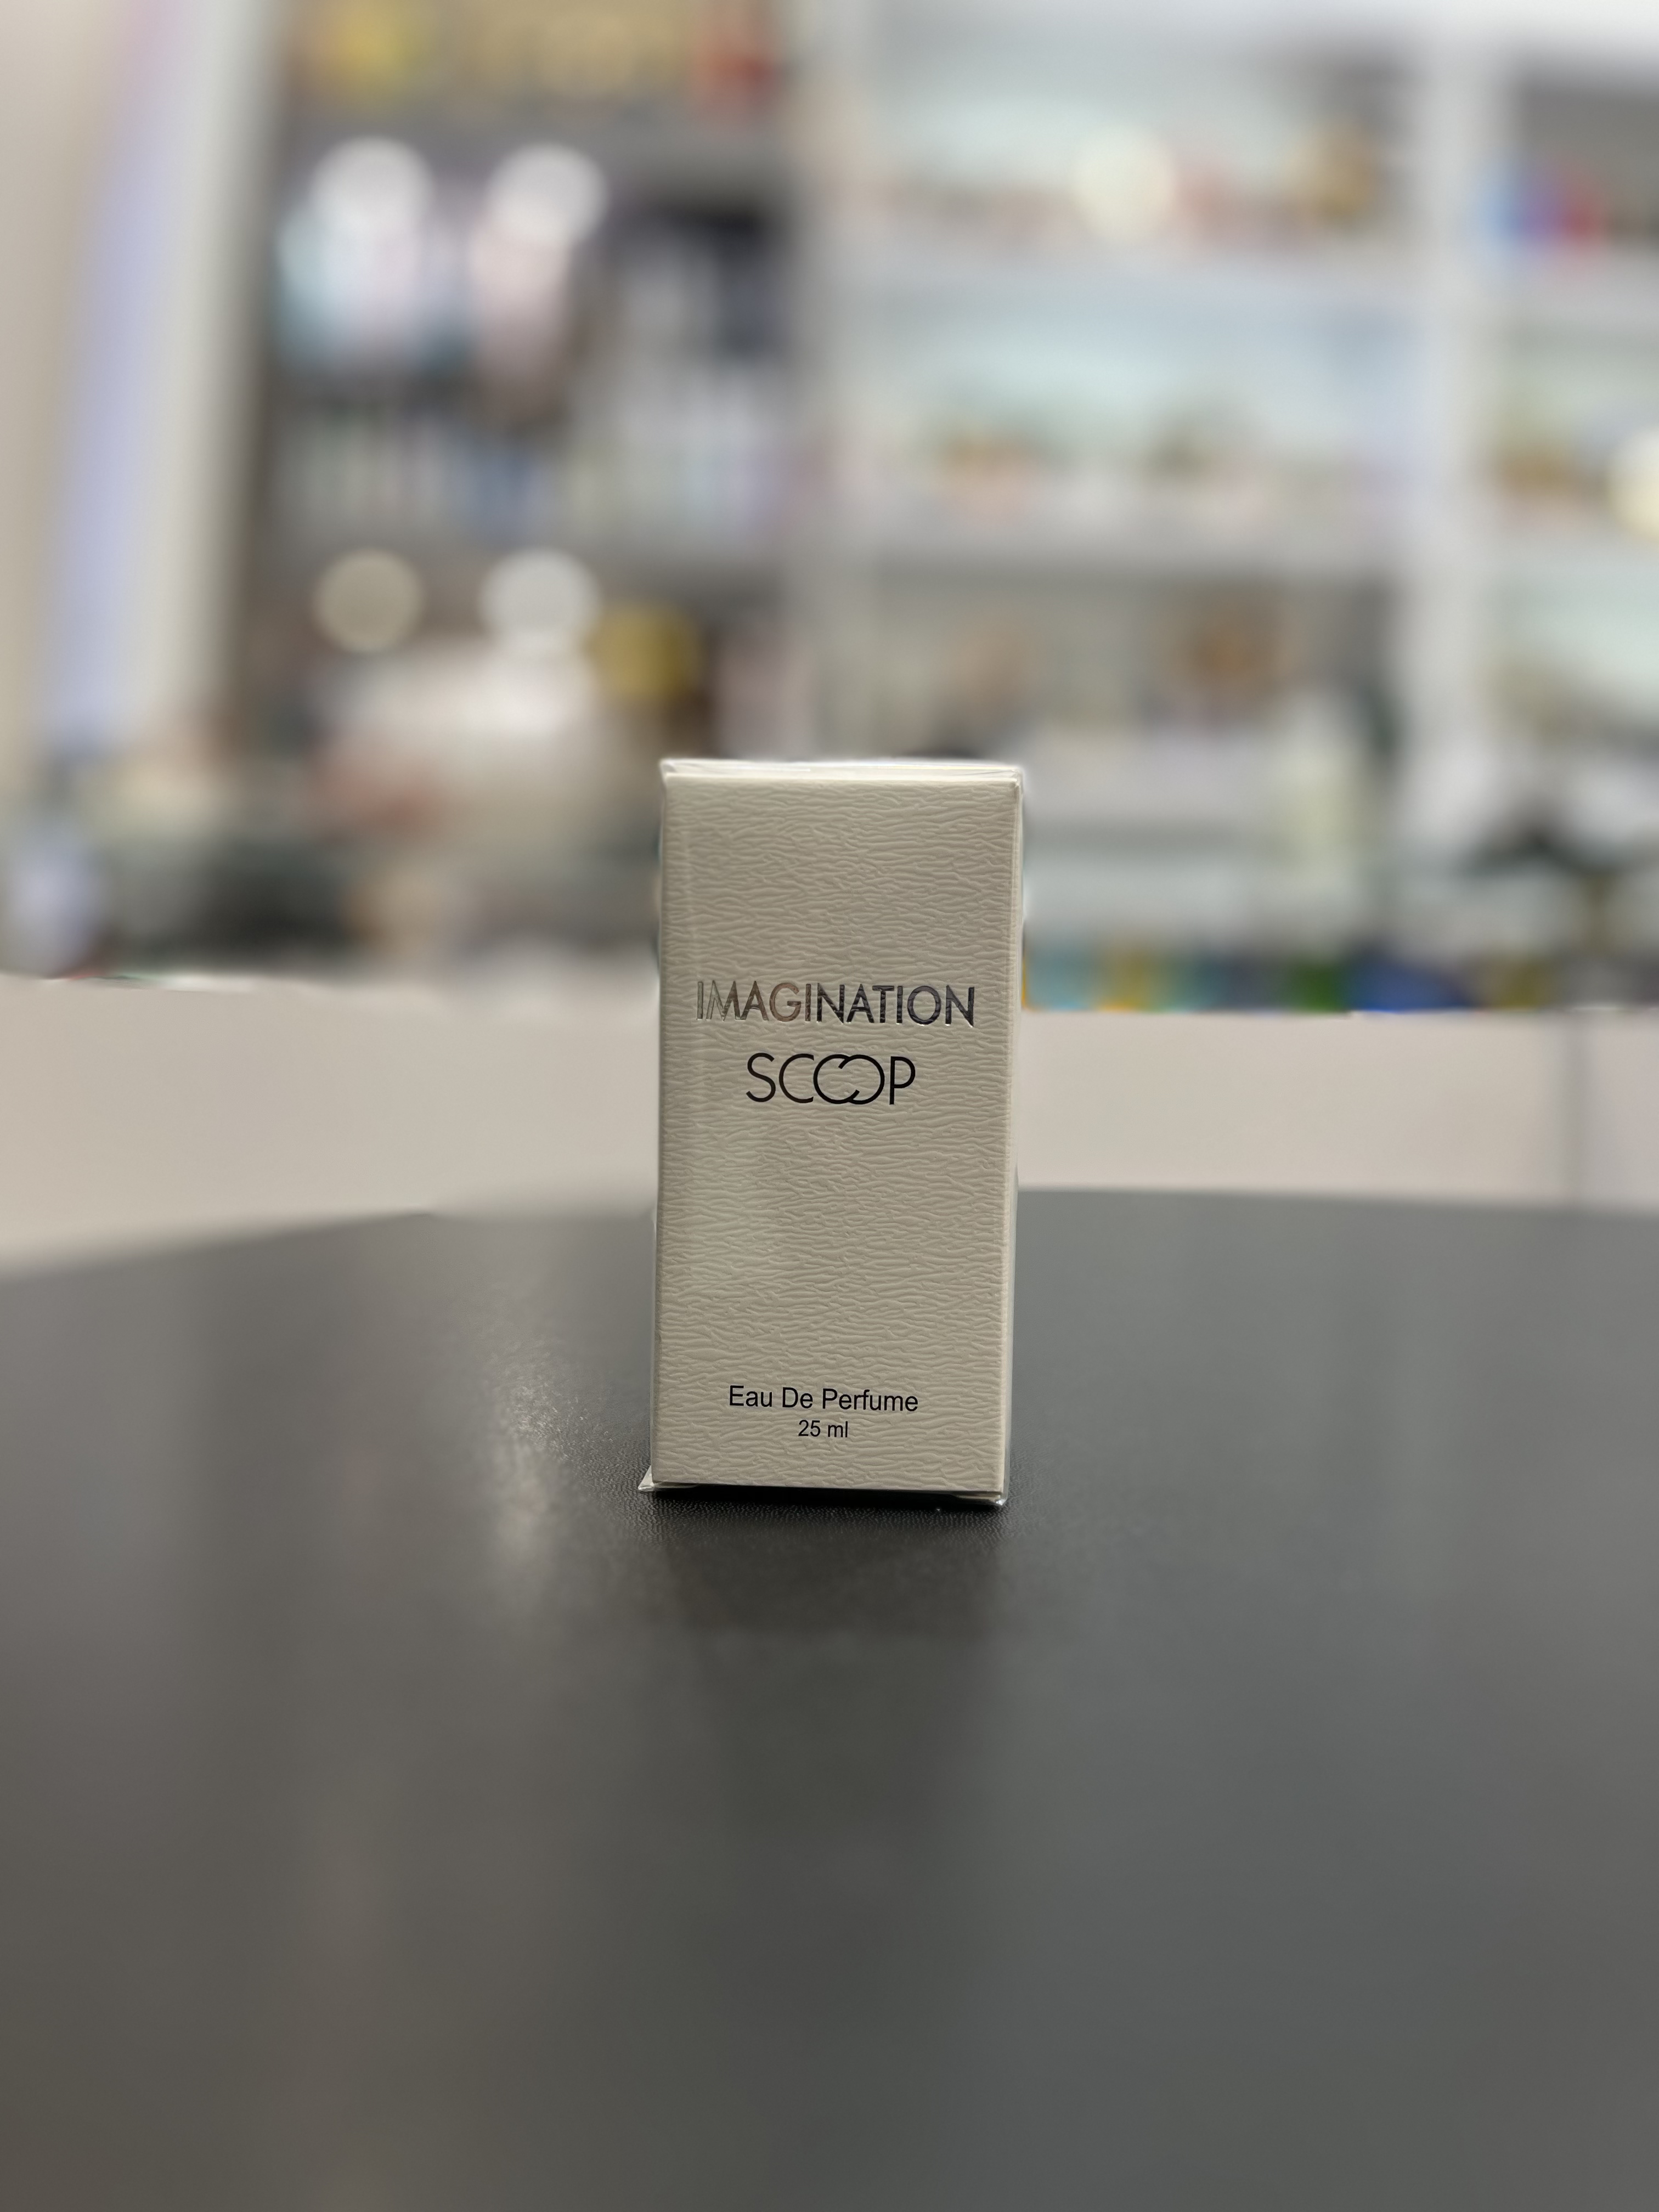 IMAGINATION
SCOOP
Eau De Perfume
25 ml